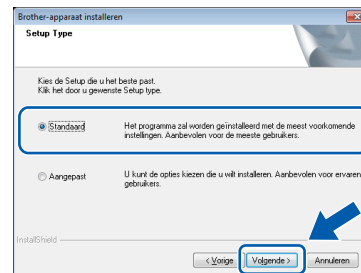 Brother-apparaat installeren
Setup Type
Kies de Setup die u het beste past.
Klik het door u gewenste Setup type.
Standaard
Het programma zal worden geïnstalleerd met de meest voorkomende
instellingen. Aanbevolen voor de meeste gebruikers.
Aangepast
U kunt de opties kiezen die u wilt installeren. Aanbevolen voor ervaren
gebruikers.
InstallShield
< Vorige
Volgende >
Annuleren